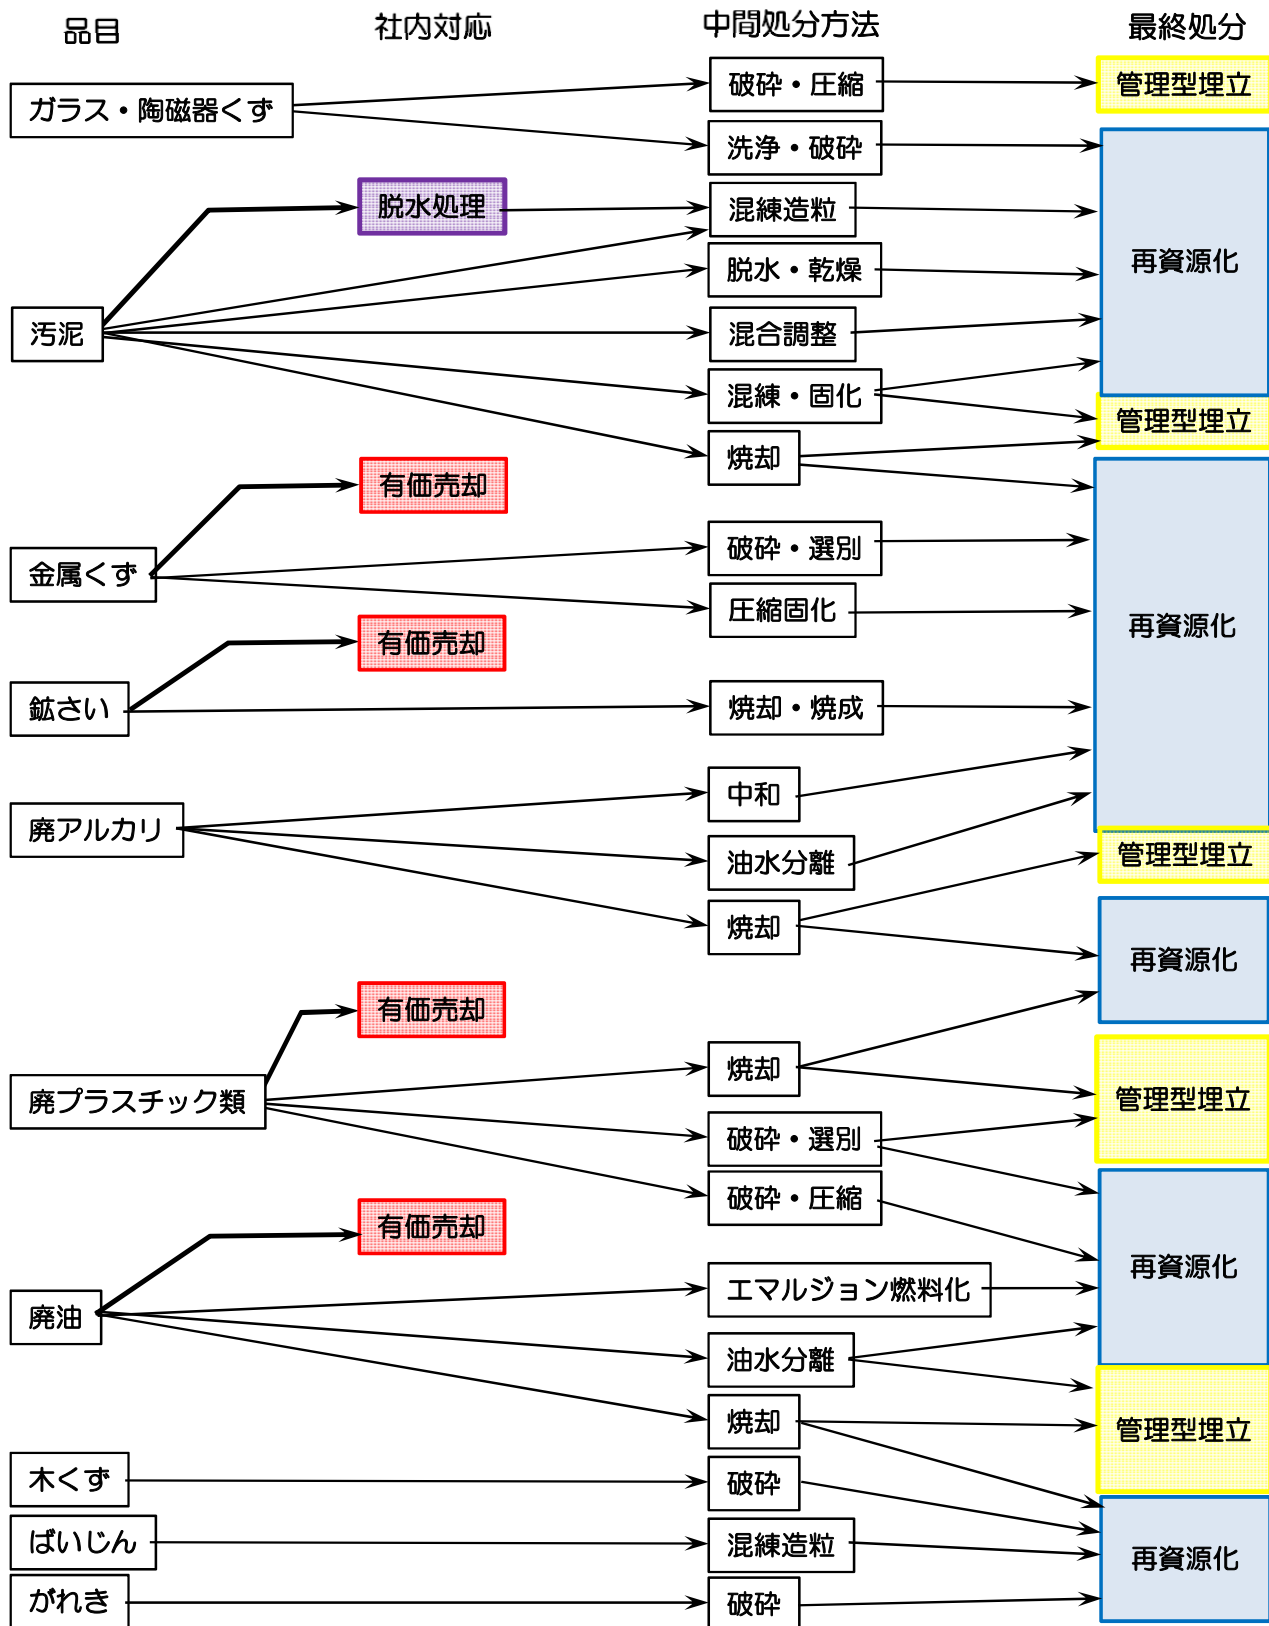 品目 社内対応 中間処分方法 最終処分
ガラス・陶磁器くず 破砕・圧縮 管理型埋立
洗浄・破砕
脱水処理 混練造粒
脱水・乾燥 再資源化
汚泥 混合調整
混練・固化
管理型埋立
焼却
有価売却
破砕・選別
金属くず
圧縮固化 再資源化
有価売却
鉱さい 焼却・焼成
中和
廃アルカリ
油水分離 管理型埋立
焼却
再資源化
有価売却
焼却
廃プラスチック類 管理型埋立
破砕・選別
破砕・圧縮
有価売却
再資源化
エマルジョン燃料化
廃油
油水分離
焼却 管理型埋立
木くず 破砕
ばいじん 混練造粒
再資源化
がれき 破砕